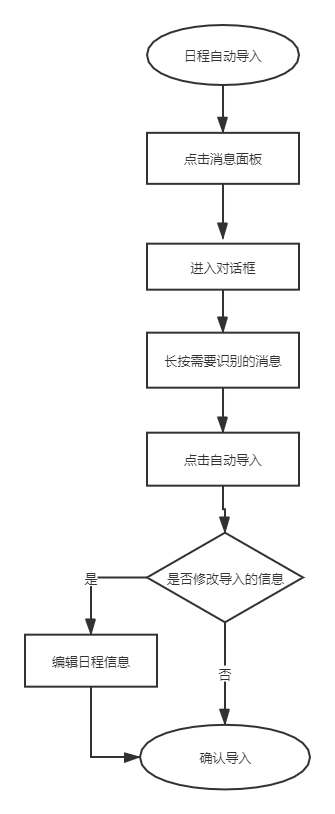 日程自动导入
点击消息面板
进入对话框
长按需要识别的消息
点击自动导入
是否修改导入的信息
是
编辑日程信息
否
确认导入